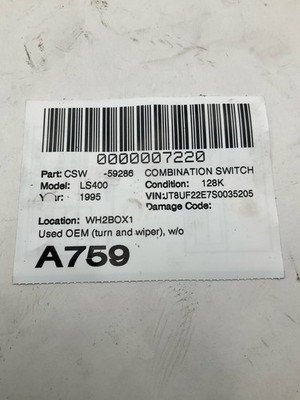 0000007220
Part: CSW -59286 COMBINATION SWITCH
Model: LS400 Condition: 128K
Year: 1995 VIN:JT8UF22E7S0035205
Damage Code:
Location: WH2BOX1
Used OEM (turn and wiper), w/o
A759